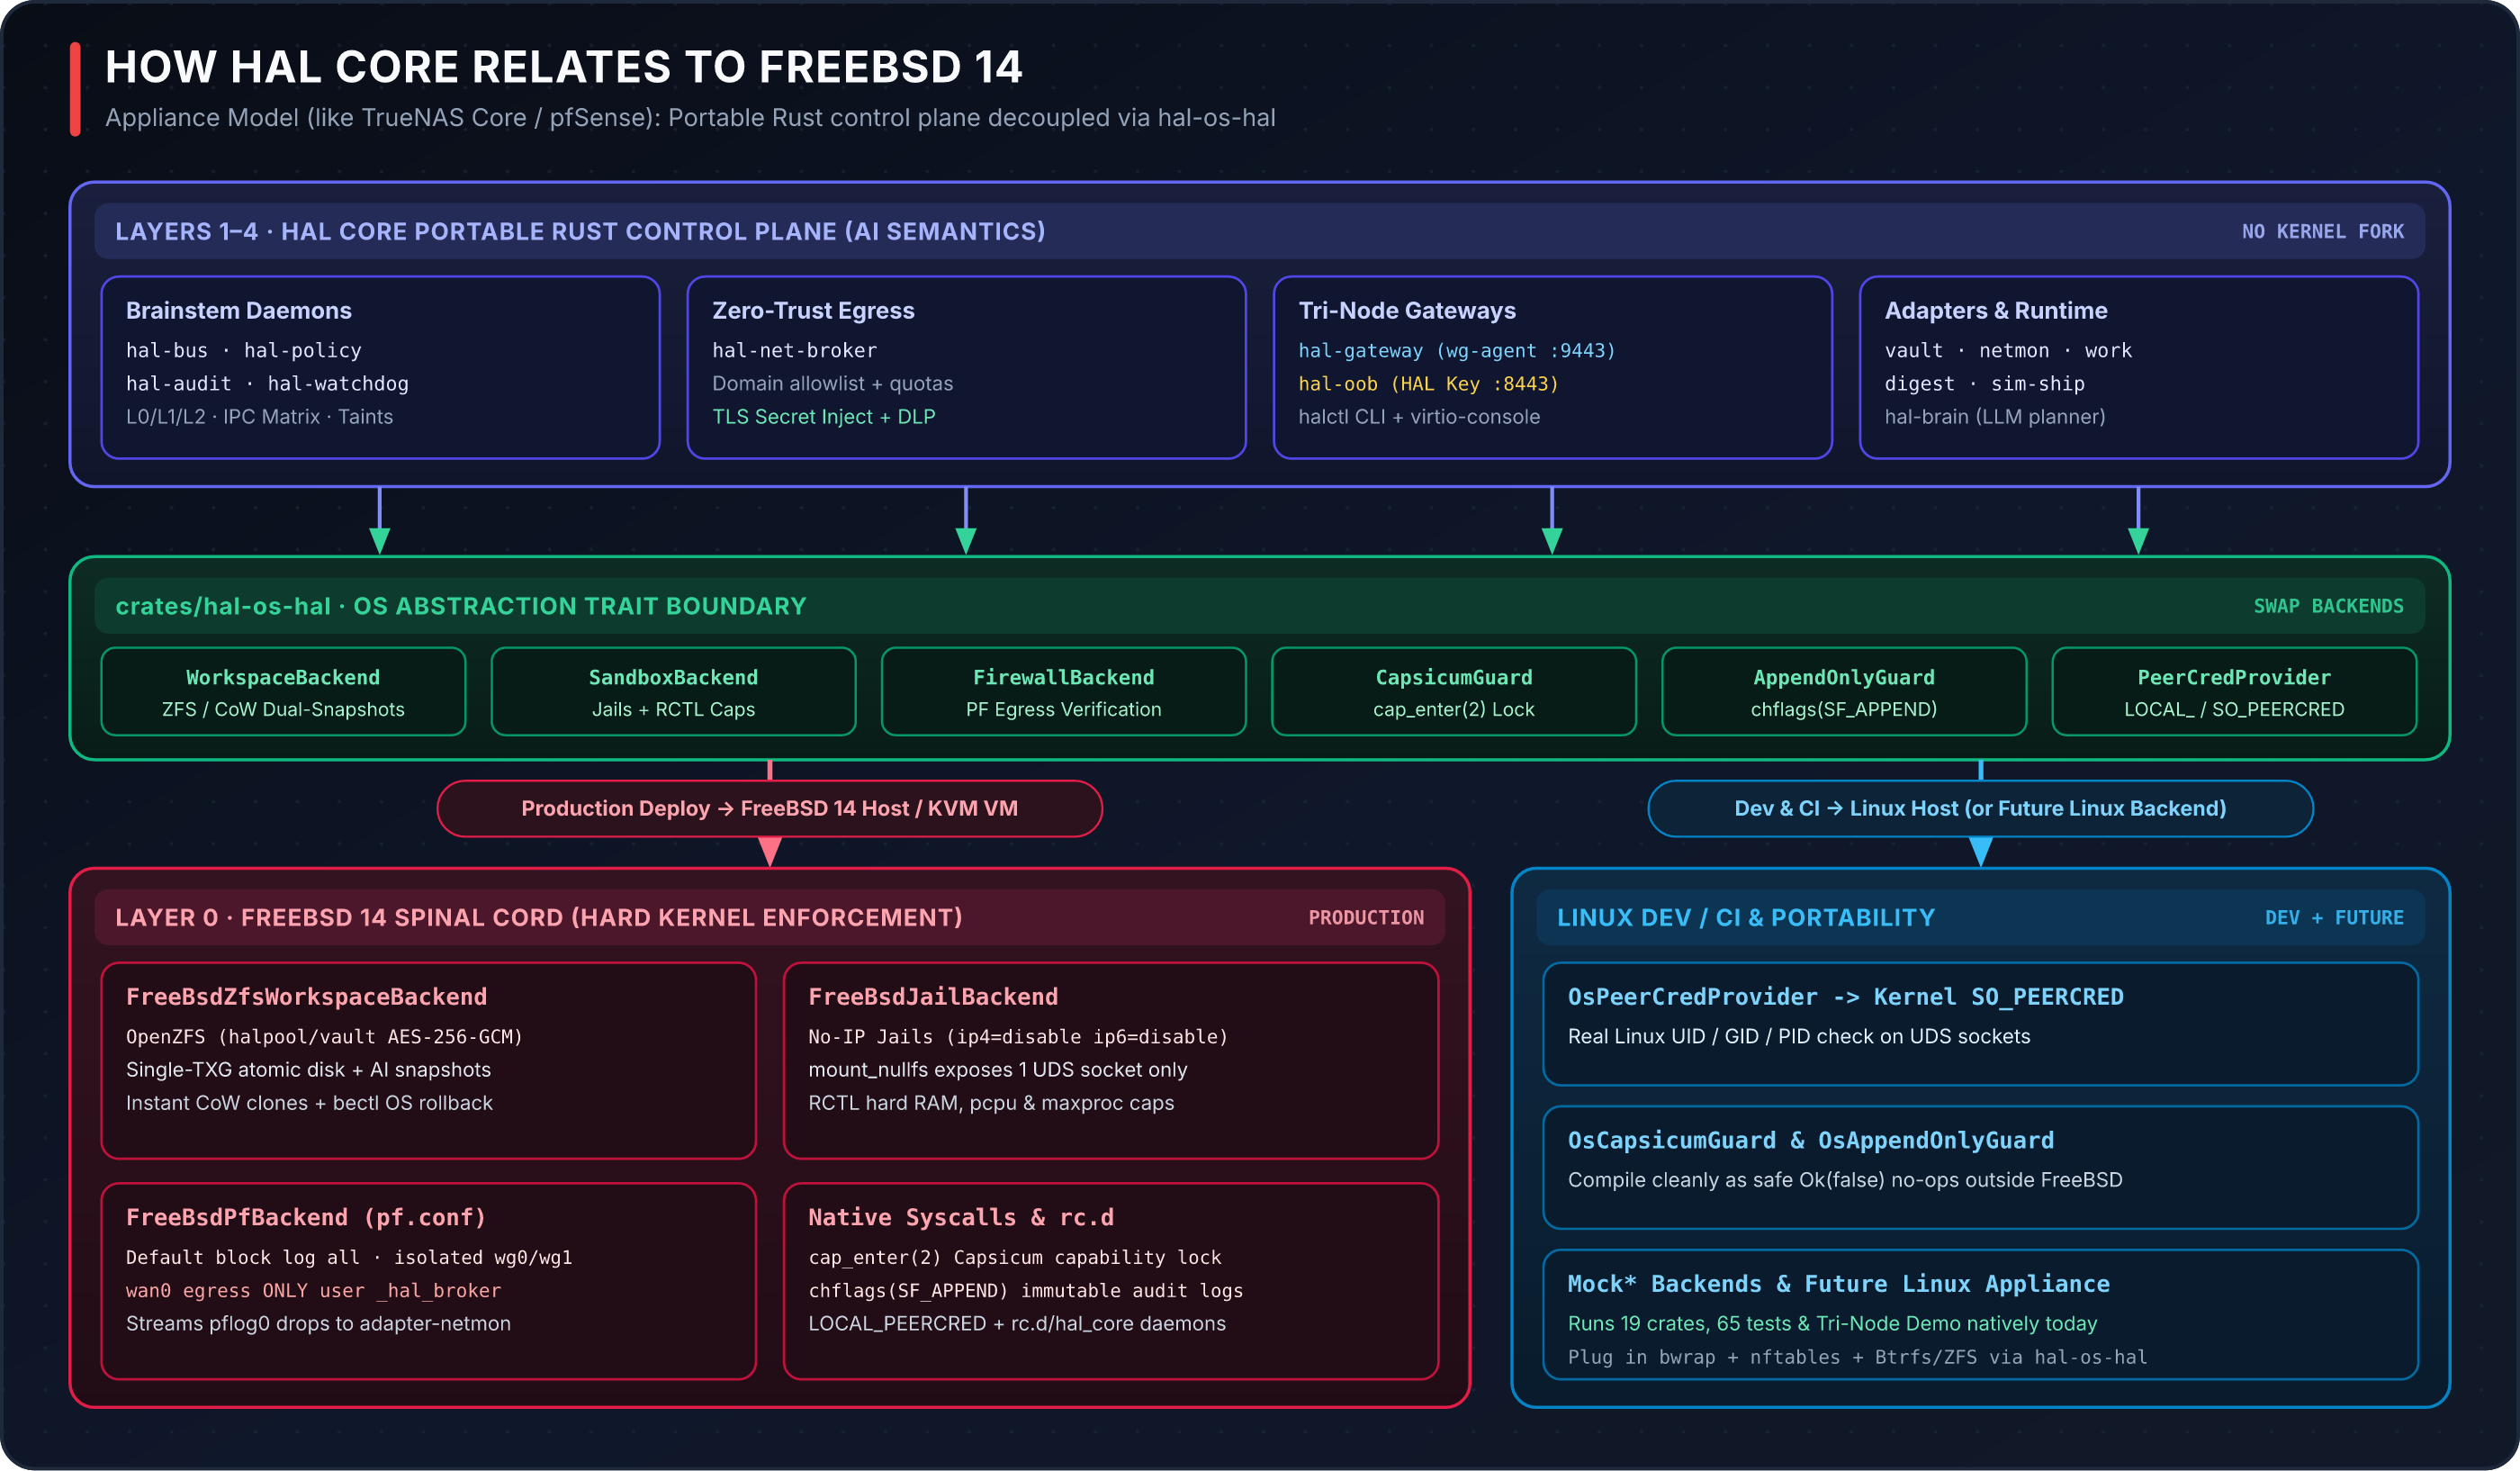 HOW HAL CORE RELATES TO FREEBSD 14
Appliance Model (like TrueNAS Core / pfSense): Portable Rust control plane decoupled via hal-os-hal
LAYERS 1–4 · HAL CORE PORTABLE RUST CONTROL PLANE (AI SEMANTICS)
NO KERNEL FORK
Brainstem Daemons
hal-bus · hal-policy
hal-audit · hal-watchdog
L0/L1/L2 · IPC Matrix · Taints
Zero-Trust Egress
hal-net-broker
Domain allowlist + quotas
TLS Secret Inject + DLP
Tri-Node Gateways
hal-gateway (wg-agent :9443)
hal-oob (HAL Key :8443)
halctl CLI + virtio-console
Adapters & Runtime
vault · netmon · work
digest · sim-ship
hal-brain (LLM planner)
crates/hal-os-hal · OS ABSTRACTION TRAIT BOUNDARY
SWAP BACKENDS
WorkspaceBackend
ZFS / CoW Dual-Snapshots
SandboxBackend
Jails + RCTL Caps
FirewallBackend
PF Egress Verification
CapsicumGuard
cap_enter(2) Lock
AppendOnlyGuard
chflags(SF_APPEND)
PeerCredProvider
LOCAL_ / SO_PEERCRED
Production Deploy → FreeBSD 14 Host / KVM VM
Dev & CI → Linux Host (or Future Linux Backend)
LAYER 0 · FREEBSD 14 SPINAL CORD (HARD KERNEL ENFORCEMENT)
PRODUCTION
FreeBsdZfsWorkspaceBackend
OpenZFS (halpool/vault AES-256-GCM)
Single-TXG atomic disk + AI snapshots
Instant CoW clones + bectl OS rollback
FreeBsdJailBackend
No-IP Jails (ip4=disable ip6=disable)
mount_nullfs exposes 1 UDS socket only
RCTL hard RAM, pcpu & maxproc caps
FreeBsdPfBackend (pf.conf)
Default block log all · isolated wg0/wg1
wan0 egress ONLY user _hal_broker
Streams pflog0 drops to adapter-netmon
Native Syscalls & rc.d
cap_enter(2) Capsicum capability lock
chflags(SF_APPEND) immutable audit logs
LOCAL_PEERCRED + rc.d/hal_core daemons
LINUX DEV / CI & PORTABILITY
DEV + FUTURE
OsPeerCredProvider -> Kernel SO_PEERCRED
Real Linux UID / GID / PID check on UDS sockets
OsCapsicumGuard & OsAppendOnlyGuard
Compile cleanly as safe Ok(false) no-ops outside FreeBSD
Mock* Backends & Future Linux Appliance
Runs 19 crates, 65 tests & Tri-Node Demo natively today
Plug in bwrap + nftables + Btrfs/ZFS via hal-os-hal